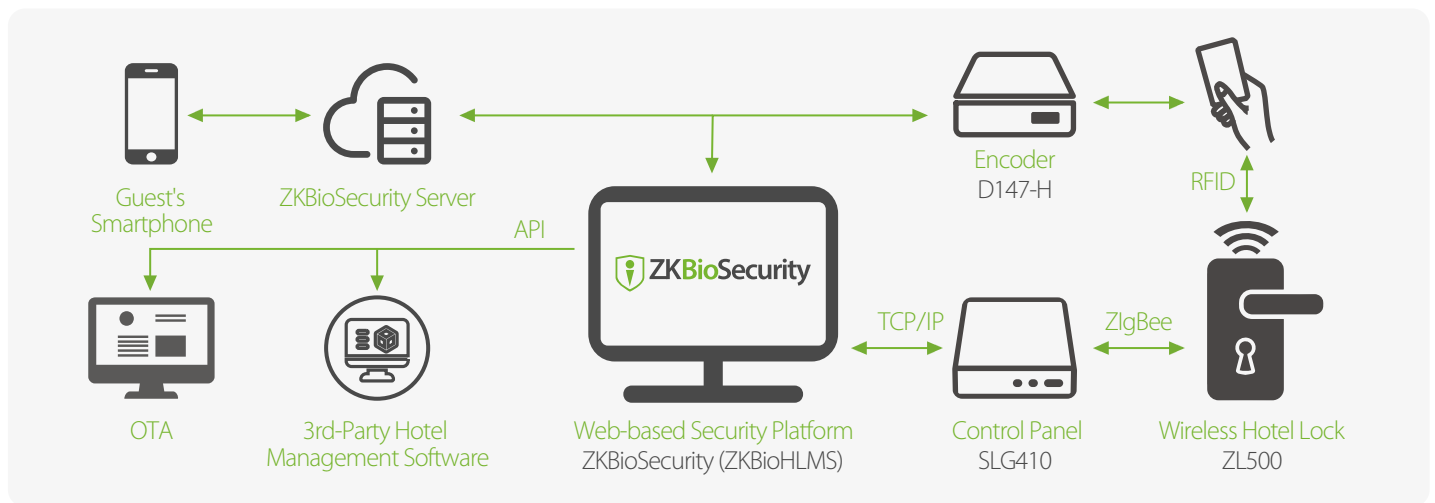 Guest's
Smartphone
ZKBioSecurity Server
Encoder
D147-H
RFID
API
ZKBioSecurity
TCP/IP
ZIgBee
OTA
3rd-Party Hotel
Management Software
Web-based Security Platform
ZKBioSecurity (ZKBioHLMS)
Control Panel
SLG410
Wireless Hotel Lock
ZL500